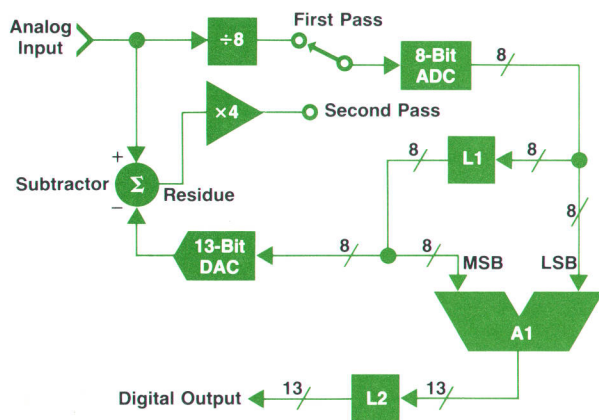 Analog
Input
First Pass
÷8
8-Bit
ADC
8
×4
Second Pass
+
Subtractor
Σ
Residue
−
8
L1
8
8
13-Bit
DAC
8
8
MSB
LSB
A1
Digital Output
13
L2
13